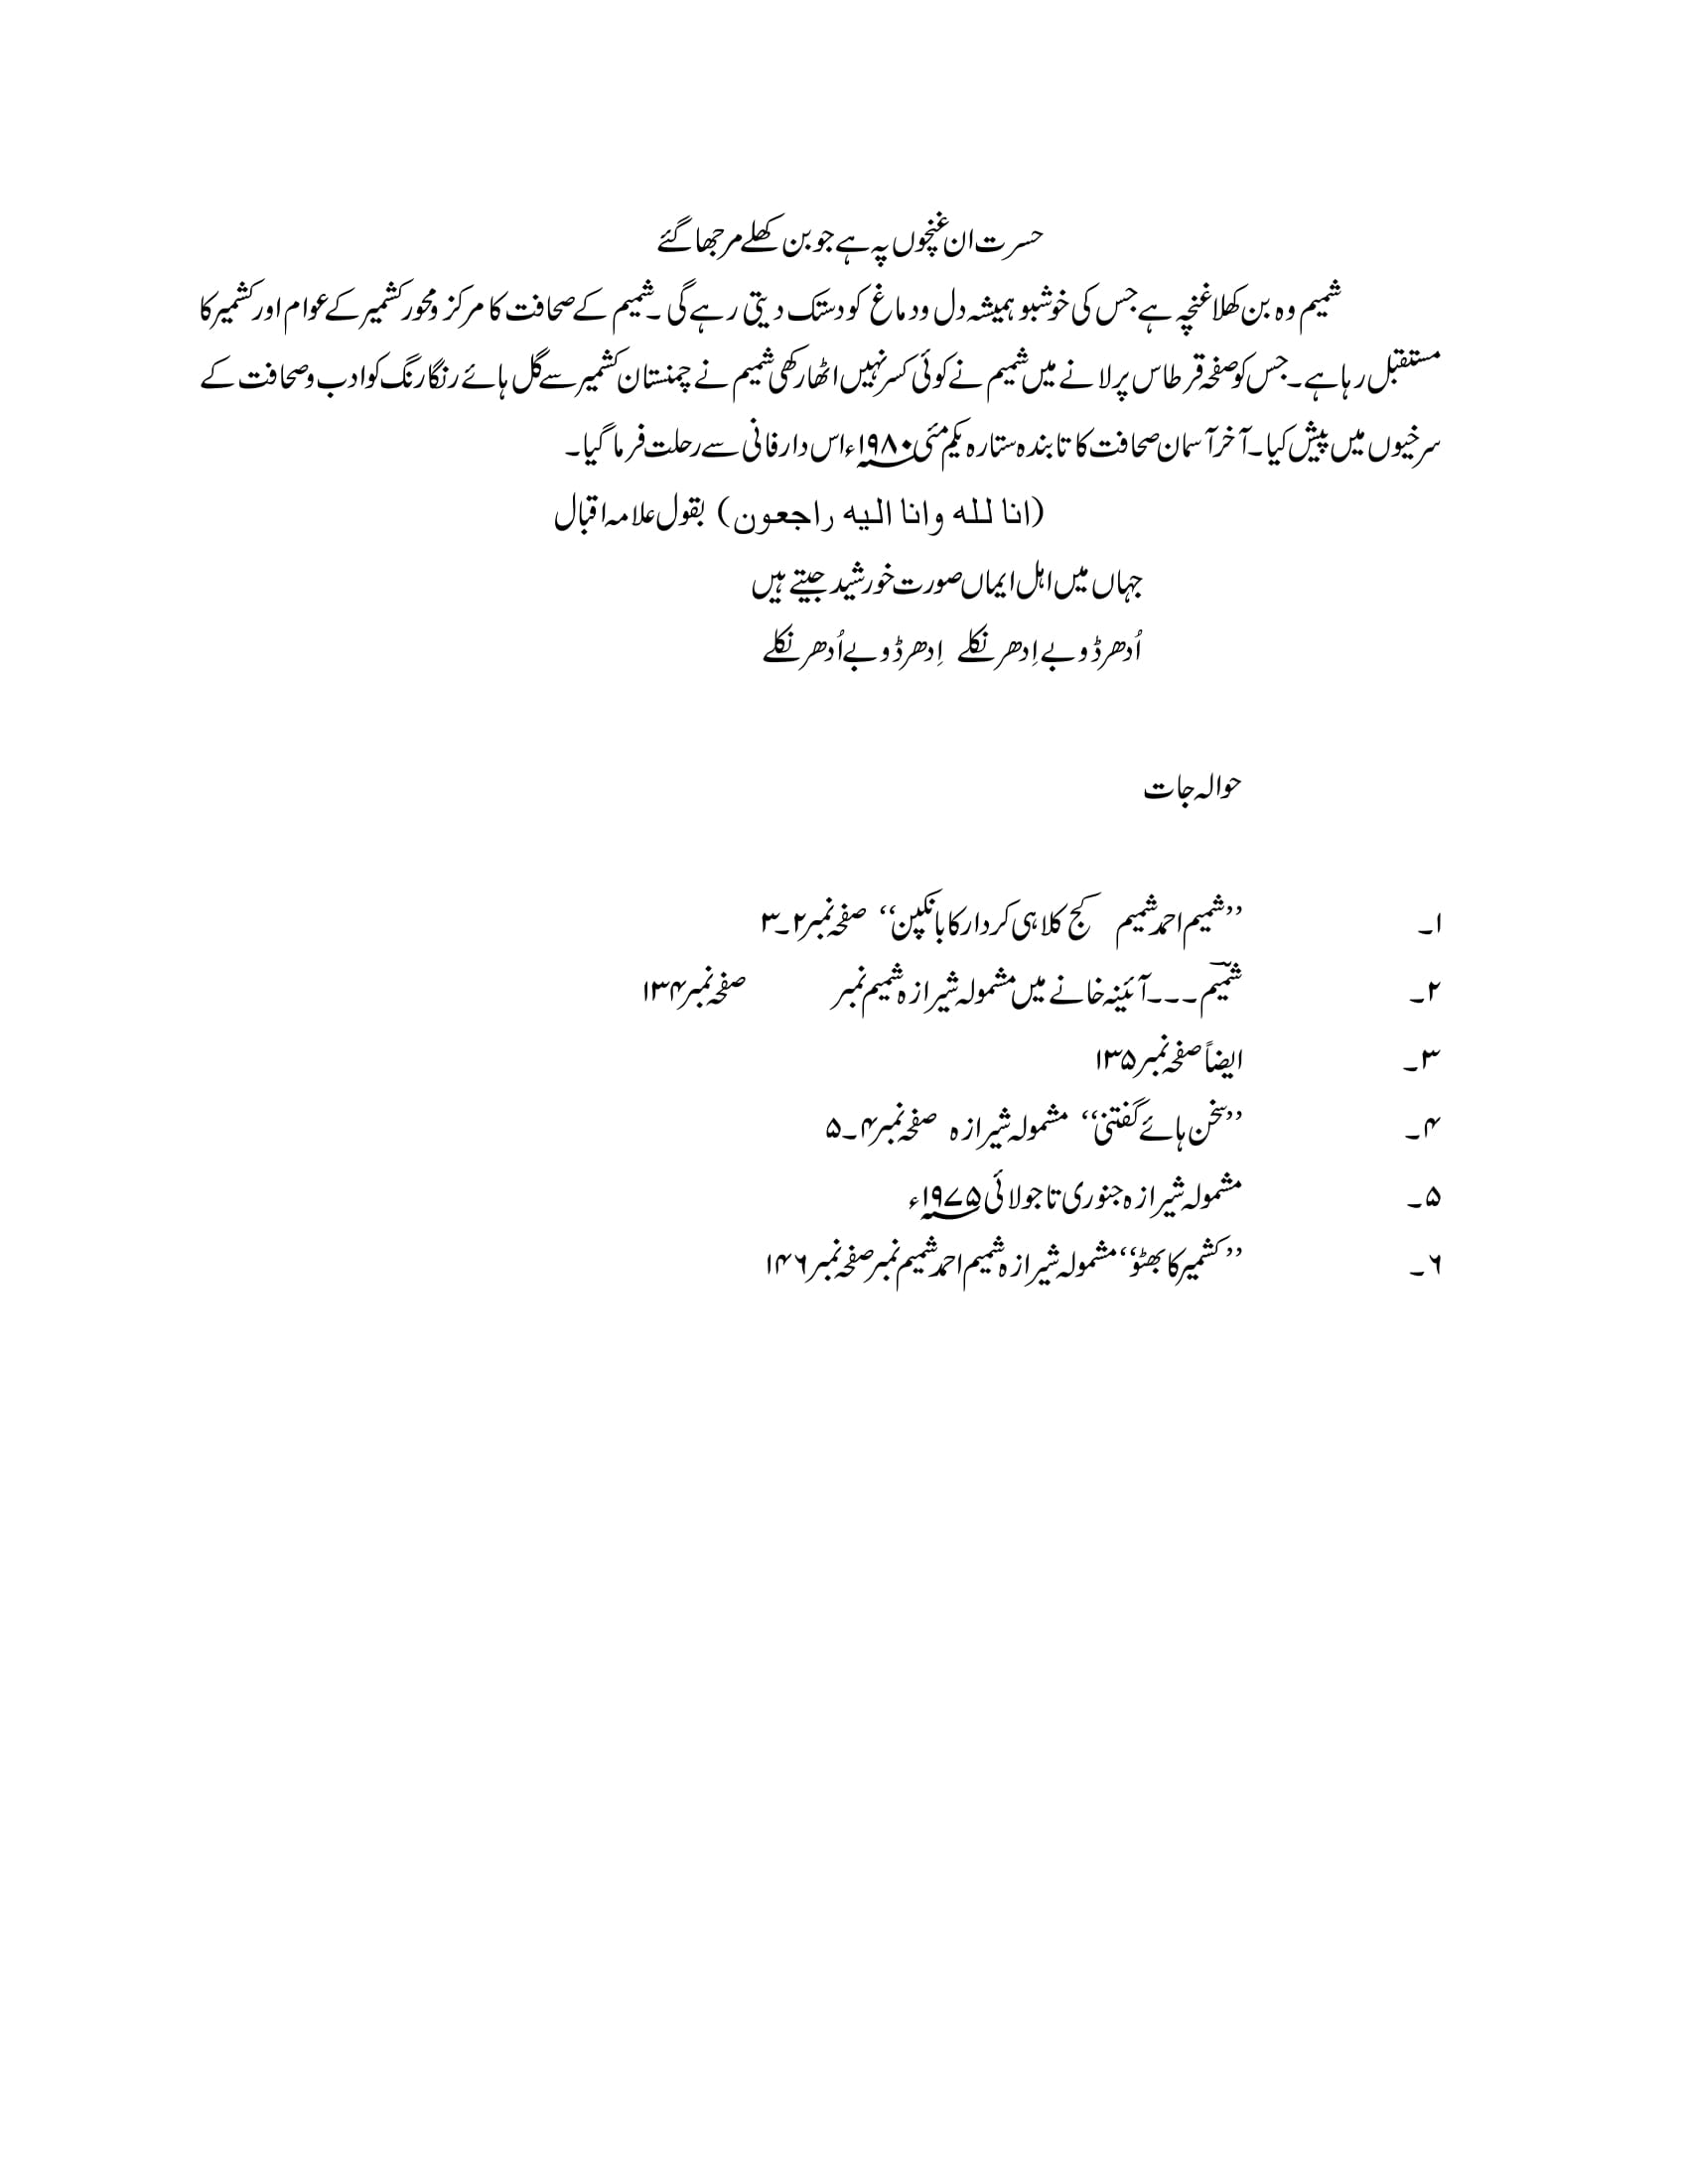 حسرت ان غنچوں پہ ہے جو بن کھلے مرجھا گئے
شمیم وہ بن کھلا غنچہ ہے جس کی خوشبو ہمیشہ دل ودماغ کو دستک دیتی رہے گی ۔شمیم کے صحافت کا مرکز ومحور کشمیر کے عوام اور کشمیر کا
مستقبل رہا ہے۔جس کو صفحہ قرطاس پر لانے میں شمیم نے کوئی کسر نہیں اٹھا رکھی شمیم نے چمنستان کشمیر سے گل ہائے رنگارنگ کو ادب وصحافت کے
سرخیوں میں پیش کیا۔آخر آسمان صحافت کا تابندہ ستارہ یکم مئی ۱۹۸۰؁ء اس دار فانی سے رحلت فرما گیا۔
(انا للہ وانا الیہ راجعون) بقول علامہ اقبال
جہاں میں اہل ایماں صورت خورشید جیتے ہیں
اُدھر ڈوبے اِدھر نکلے اِدھر ڈوبے اُدھر نکلے
حوالہ جات
۱۔ ’’شمیم احمد شمیم کج کلاہی کردار کا بانکپن‘‘ صفحہ نمبر ۲۔۳
۲۔ شمیمؔ۔۔۔آئینہ خانے میں مشمولہ شیرازہ شمیم نمبر صفحہ نمبر ۱۳۴
۳۔ ایضاً صفحہ نمبر ۱۳۵
۴۔ ’’سخن ہائے گفتنی‘‘ مشمولہ شیرازہ صفحہ نمبر ۴۔۵
۵۔ مشمولہ شیرازہ جنوری تا جولائی ۱۹۷۵؁ء
۶۔ ’’کشمیر کا بھٹو‘‘ مشمولہ شیرازہ شمیم احمد شمیم نمبر صفحہ نمبر ۱۴۶